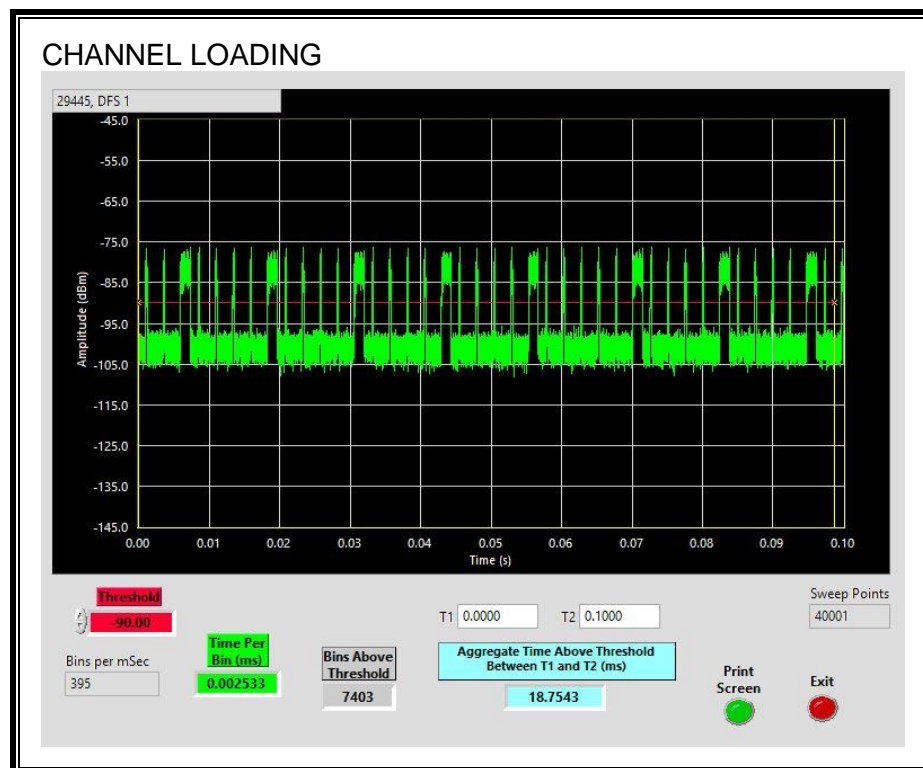 CHANNEL LOADING
29445, DFS 1
-45.0
-55.0
-65.0
-75.0
-85.0
-95.0
-105.0
-115.0
-125.0
-135.0
-145.0
Amplitude (dBm)
0.00 0.01 0.02 0.03 0.04 0.05 0.06 0.07 0.08 0.09 0.10
Time (s)
Threshold
-90.00
Bins per mSec
395
Time Per
Bin (ms)
0.002533
Bins Above
Threshold
7403
T1 0.0000 T2 0.1000
Aggregate Time Above Threshold
Between T1 and T2 (ms)
18.7543
Sweep Points
40001
Print
Screen
Exit